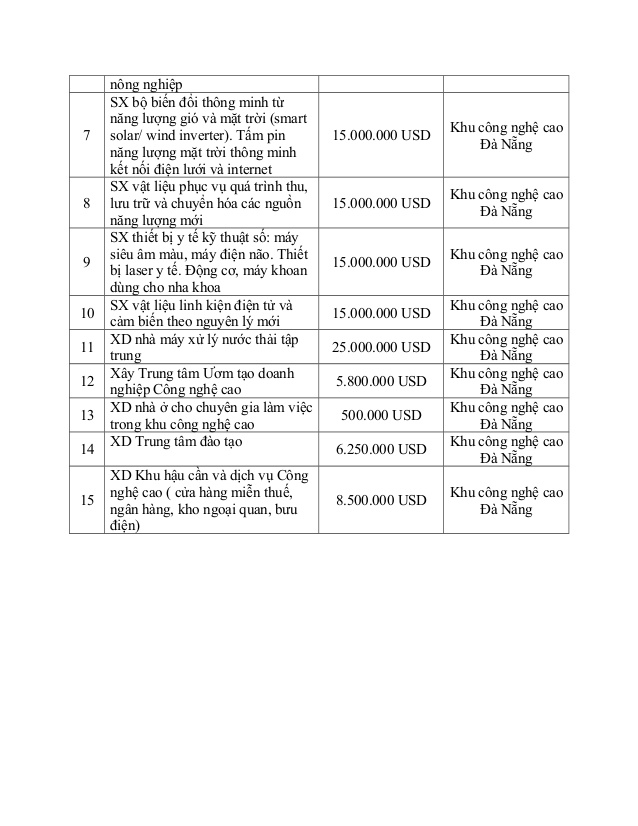 nông nghiệp
7
SX bộ biến đổi thông minh từ
năng lượng gió và mặt trời (smart
solar/ wind inverter). Tấm pin
năng lượng mặt trời thông minh
kết nối điện lưới và internet
15.000.000 USD
Khu công nghệ cao
Đà Nẵng
8
SX vật liệu phục vụ quá trình thu,
lưu trữ và chuyển hóa các nguồn
năng lượng mới
15.000.000 USD
Khu công nghệ cao
Đà Nẵng
9
SX thiết bị y tế kỹ thuật số: máy
siêu âm màu, máy điện não. Thiết
bị laser y tế. Động cơ, máy khoan
dùng cho nha khoa
15.000.000 USD
Khu công nghệ cao
Đà Nẵng
10
SX vật liệu linh kiện điện tử và
cảm biến theo nguyên lý mới
15.000.000 USD
Khu công nghệ cao
Đà Nẵng
11
XD nhà máy xử lý nước thải tập
trung
25.000.000 USD
Khu công nghệ cao
Đà Nẵng
12
Xây Trung tâm Ươm tạo doanh
nghiệp Công nghệ cao
5.800.000 USD
Khu công nghệ cao
Đà Nẵng
13
XD nhà ở cho chuyên gia làm việc
trong khu công nghệ cao
500.000 USD
Khu công nghệ cao
Đà Nẵng
14
XD Trung tâm đào tạo
6.250.000 USD
Khu công nghệ cao
Đà Nẵng
15
XD Khu hậu cần và dịch vụ Công
nghệ cao ( cửa hàng miễn thuế,
ngân hàng, kho ngoại quan, bưu
điện)
8.500.000 USD
Khu công nghệ cao
Đà Nẵng